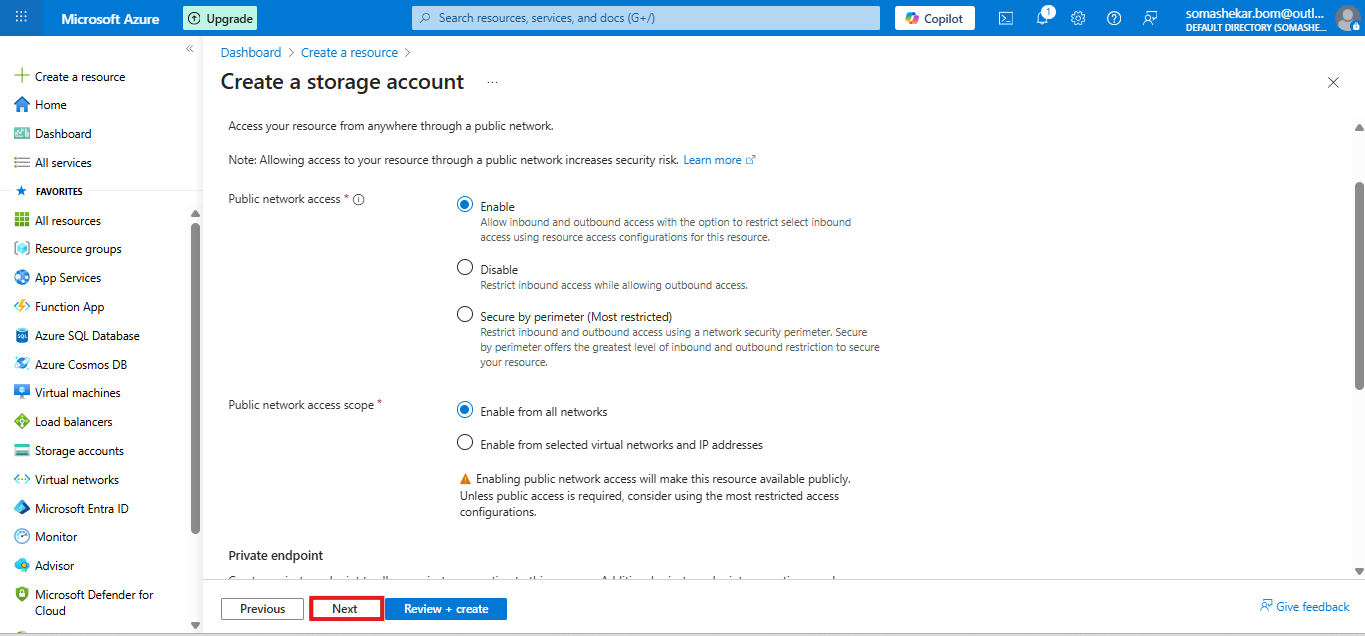 Microsoft Azure
Upgrade
Search resources, services, and docs (G+/)
Copilot
1
somashekar.bom@outl...
DEFAULT DIRECTORY (SOMASHE...
Create a resource
Home
Dashboard
All services
FAVORITES
All resources
Resource groups
App Services
Function App
Azure SQL Database
Azure Cosmos DB
Virtual machines
Load balancers
Storage accounts
Virtual networks
Microsoft Entra ID
Monitor
Advisor
Microsoft Defender for
Cloud
Dashboard > Create a resource >
Create a storage account ...
Access your resource from anywhere through a public network.
Note: Allowing access to your resource through a public network increases security risk. Learn more
Public network access *
Enable
Allow inbound and outbound access with the option to restrict select inbound
access using resource access configurations for this resource.
Disable
Restrict inbound access while allowing outbound access.
Secure by perimeter (Most restricted)
Restrict inbound and outbound access using a network security perimeter. Secure
by perimeter offers the greatest level of inbound and outbound restriction to secure
your resource.
Public network access scope *
Enable from all networks
Enable from selected virtual networks and IP addresses
Enabling public network access will make this resource available publicly.
Unless public access is required, consider using the most restricted access
configurations.
Private endpoint
Previous
Next
Review + create
Give feedback